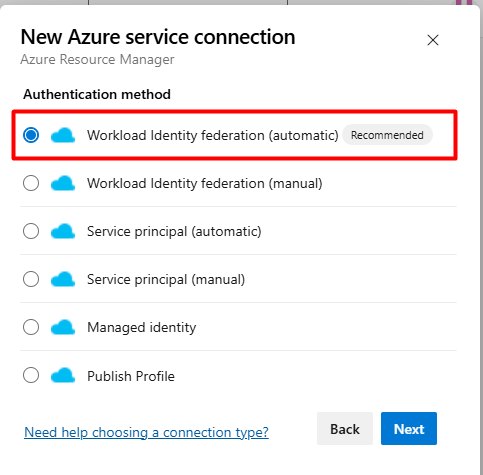 New Azure service connection
Azure Resource Manager
Authentication method
Workload Identity federation (automatic) Recommended
Workload Identity federation (manual)
Service principal (automatic)
Service principal (manual)
Managed identity
Publish Profile
Need help choosing a connection type? Back Next